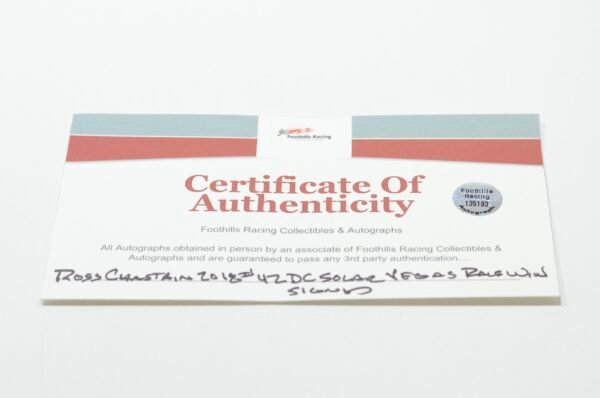 Foothills Racing
Certificate Of
Authenticity
Foothills Racing Collectibles & Autographs
Foothills
Racing
135193
Autographs
All Autographs obtained in person by an associate of Foothills Racing Collectibles &
Autographs and are guaranteed to pass any 3rd party authentication....
ROSS CHASTAIN 2018 #42 DC SOLAR VEGAS RACE WIN
SIGNED